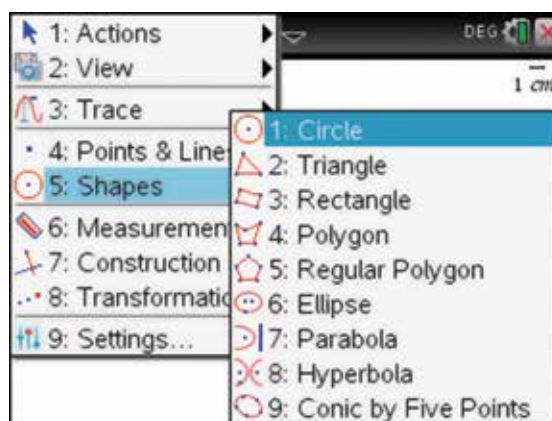 1: Actions
2: View
3: Trace
4: Points & Line
5: Shapes
6: Measuremen
7: Construction
8: Transformatio
9: Settings...
DEG
1 cm
1: Circle
2: Triangle
3: Rectangle
4: Polygon
5: Regular Polygon
6: Ellipse
7: Parabola
8: Hyperbola
9: Conic by Five Points